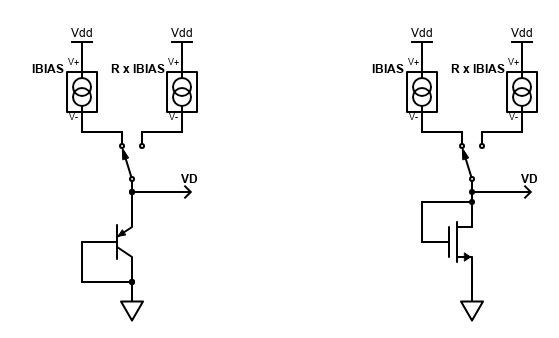 Vdd Vdd Vdd Vdd
V+ V+ V+ V+
IBIAS R x IBIAS IBIAS R x IBIAS
V- V- V- V-
VD VD